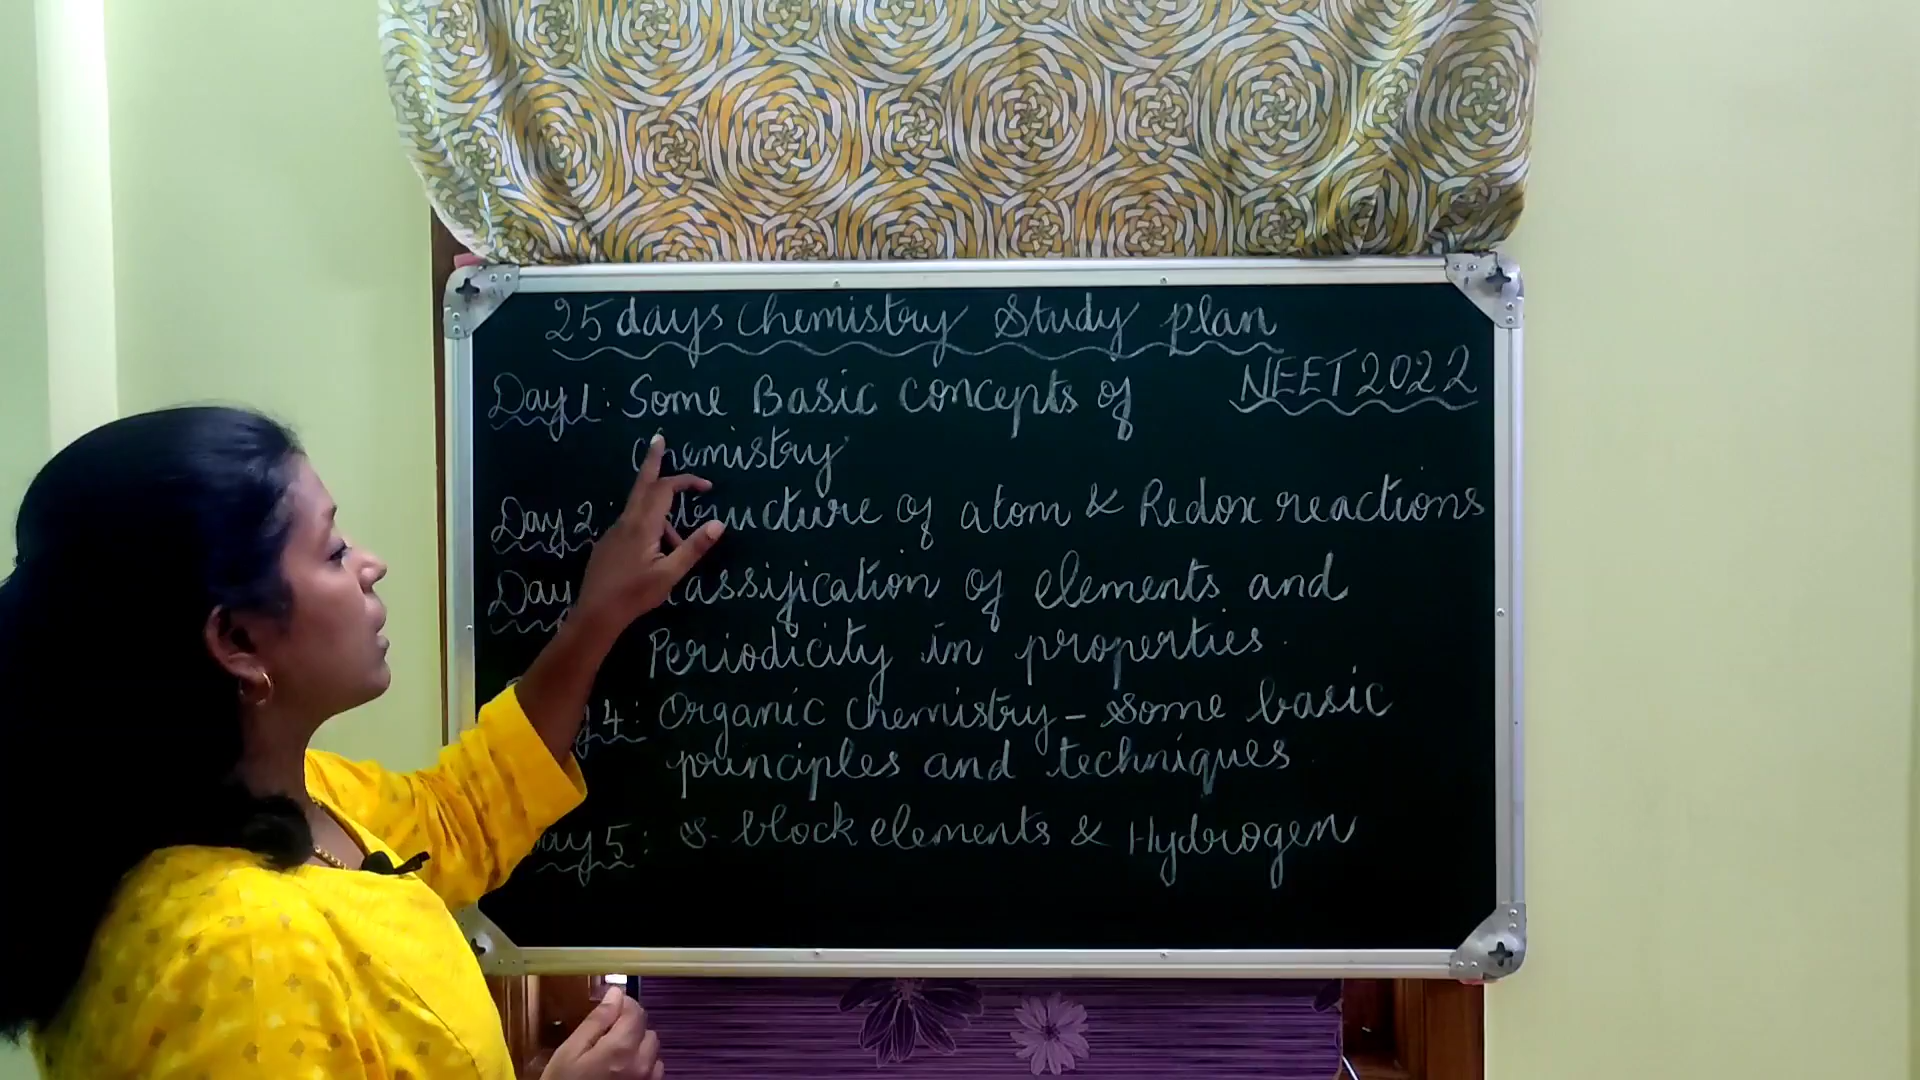 25 days Chemistry Study plan
NEET 2022
Day 1: Some Basic concepts of
chemistry
Day 2: Structure of atom & Redox reactions
Day Classification of elements and
Periodicity in properties.
Day 4: Organic chemistry - some basic
principles and techniques
Day 5: s-block elements & Hydrogen